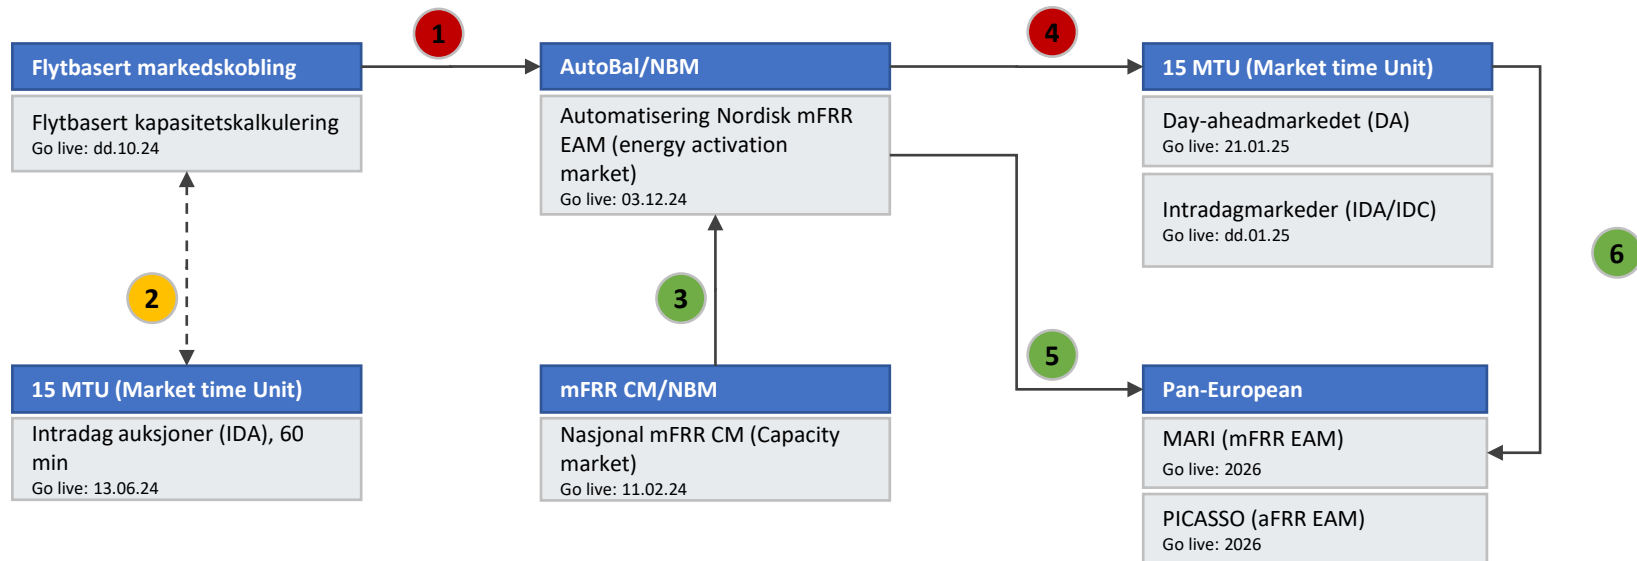 1
4
Flytbasert markedskobling
Flytbasert kapasitetskalkulering
Go live: dd.10.24
AutoBal/NBM
Automatisering Nordisk mFRR
EAM (energy activation
market)
Go live: 03.12.24
15 MTU (Market time Unit)
Day-aheadmarkedet (DA)
Go live: 21.01.25
Intradagmarkeder (IDA/IDC)
Go live: dd.01.25
6
2
3
5
15 MTU (Market time Unit)
Intradag auksjoner (IDA), 60
min
Go live: 13.06.24
mFRR CM/NBM
Nasjonal mFRR CM (Capacity
market)
Go live: 11.02.24
Pan-European
MARI (mFRR EAM)
Go live: 2026
PICASSO (aFRR EAM)
Go live: 2026